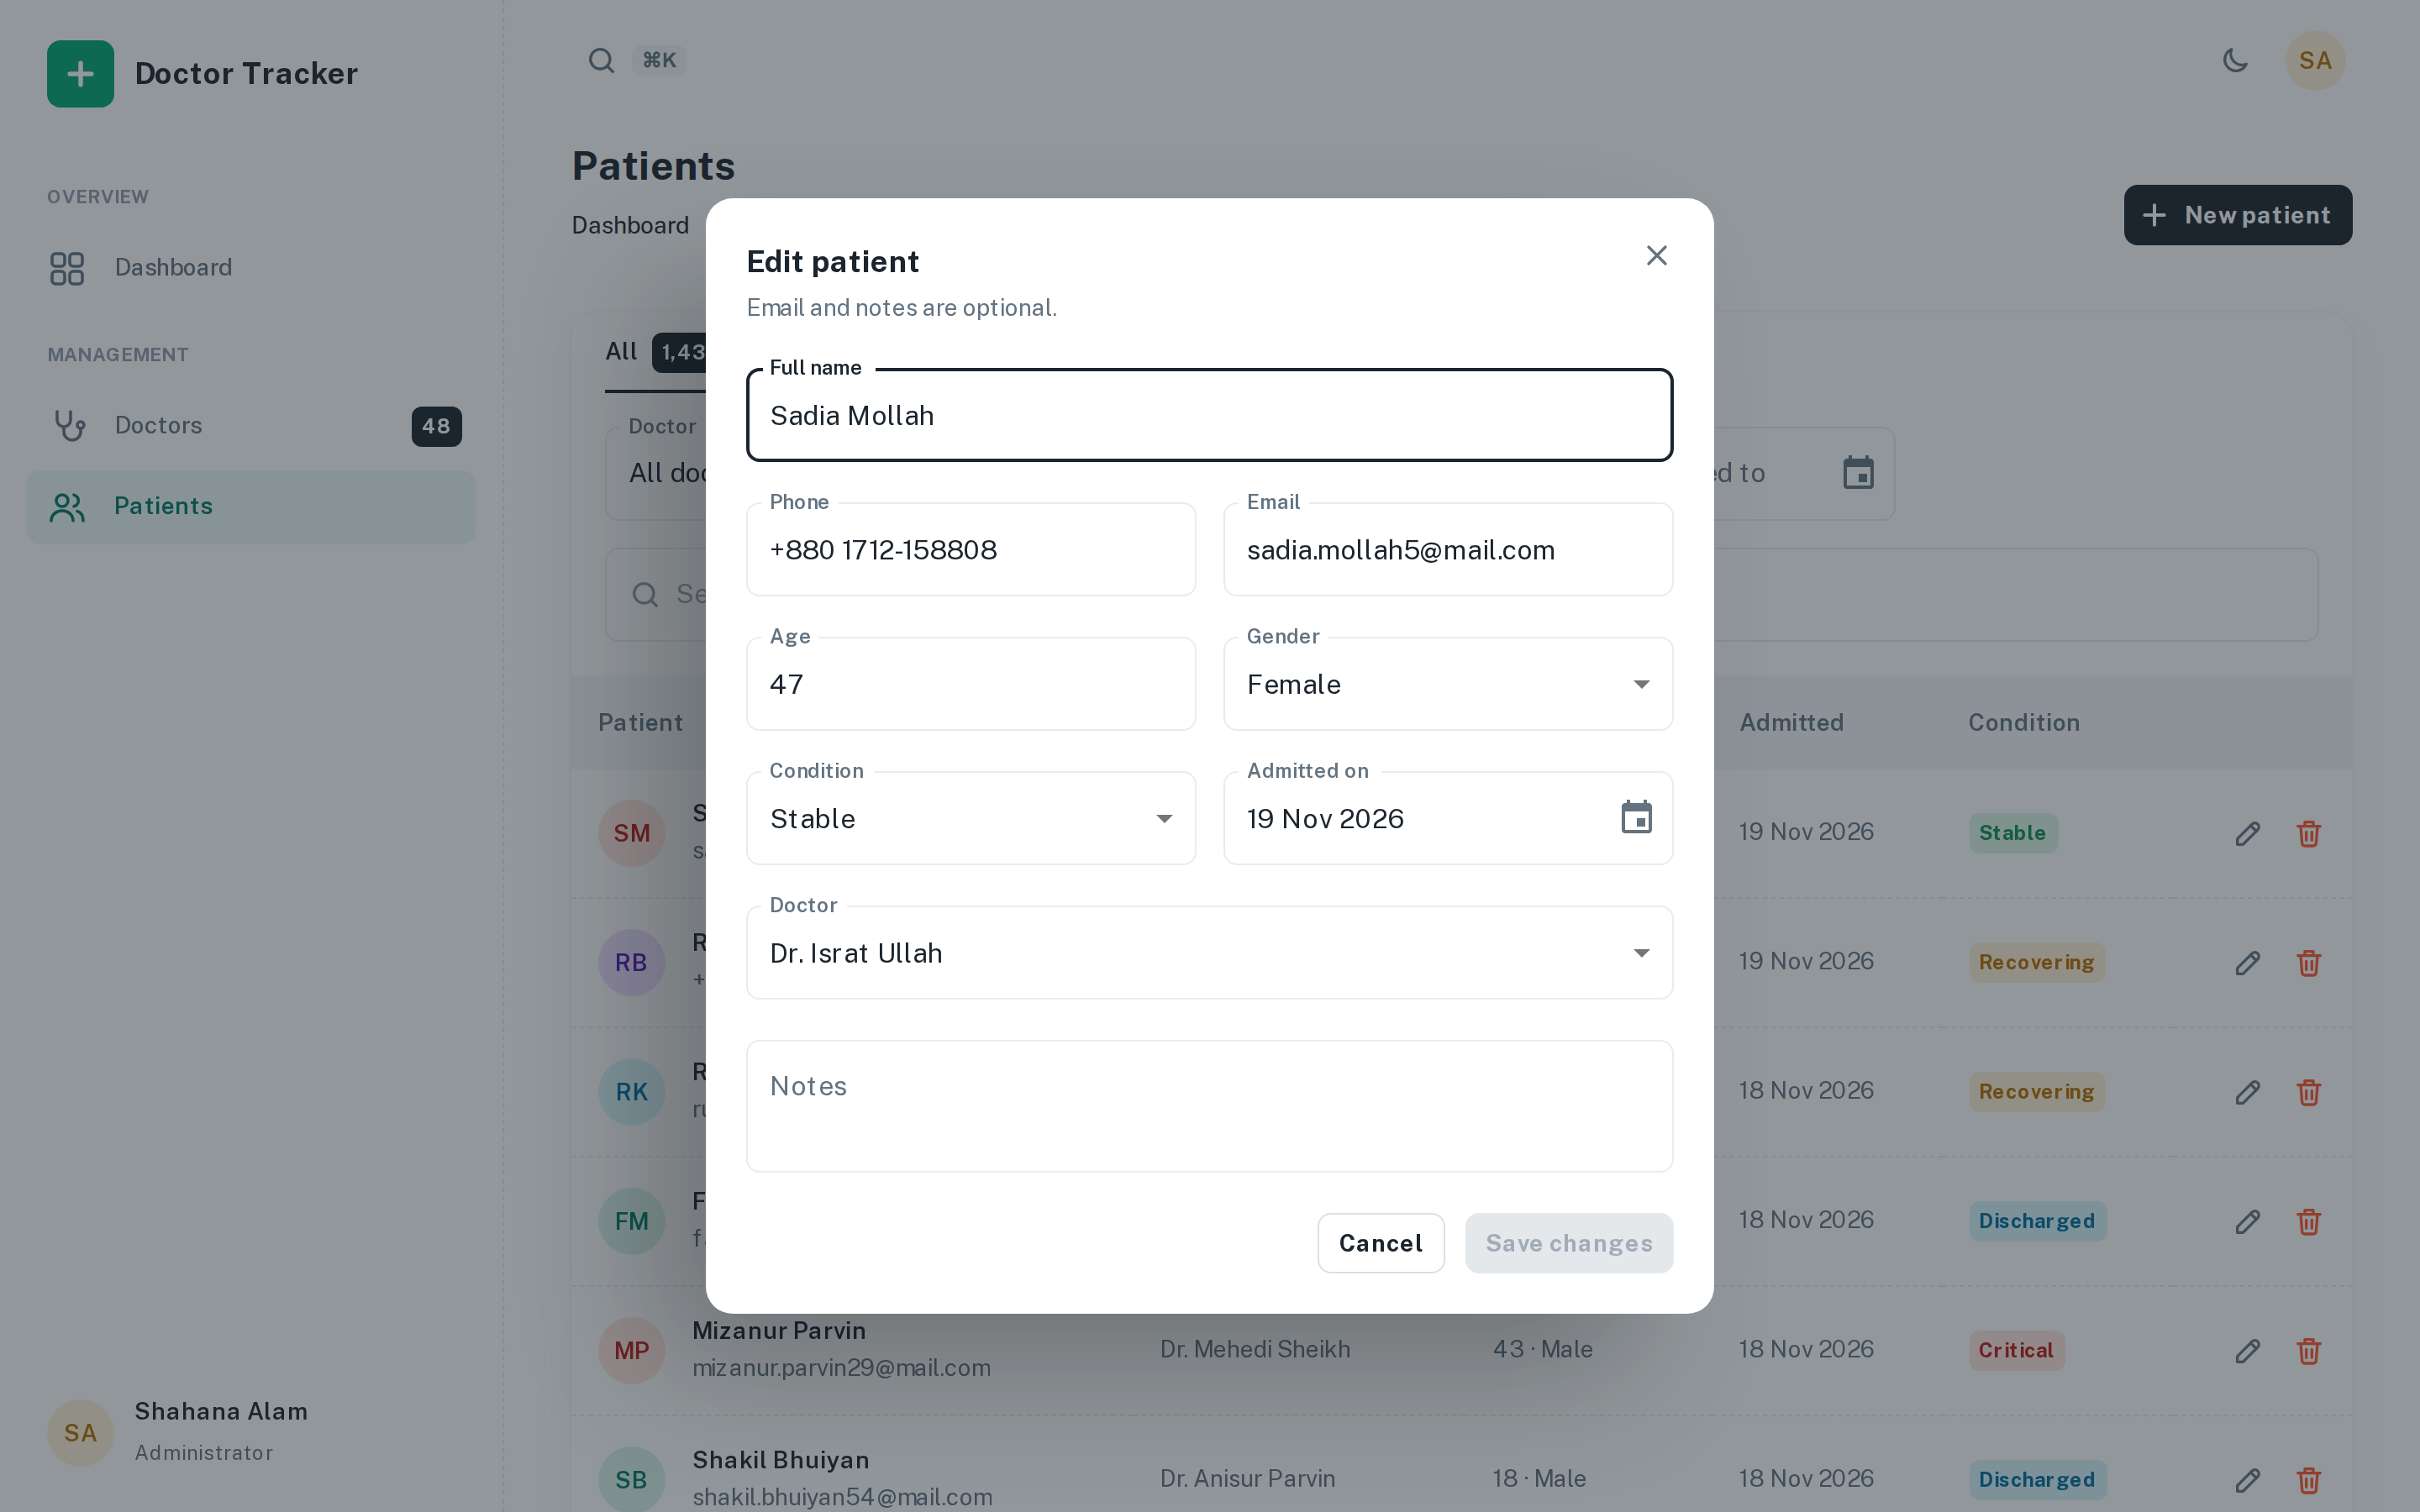 Doctor Tracker
⌘K
SA
OVERVIEW
Dashboard
MANAGEMENT
Doctors 48
Patients
Shahana Alam
SA
Administrator
Patients
Dashboard
New patient
All
Doctor
Patient Admitted Condition
SM 19 Nov 2026 Stable
RB 19 Nov 2026 Recovering
RK 18 Nov 2026 Recovering
FM 18 Nov 2026 Discharged
Mizanur Parvin
MP Dr. Mehedi Sheikh 43 · Male 18 Nov 2026 Critical
mizanur.parvin29@mail.com
Shakil Bhuiyan
SB Dr. Anisur Parvin 18 · Male 18 Nov 2026 Discharged
shakil.bhuiyan54@mail.com
Edit patient
Email and notes are optional.
Full name
Sadia Mollah
Phone
+880 1712-158808
Email
sadia.mollah5@mail.com
Age
47
Gender
Female
Condition
Stable
Admitted on
19 Nov 2026
Doctor
Dr. Israt Ullah
Notes
Cancel
Save changes